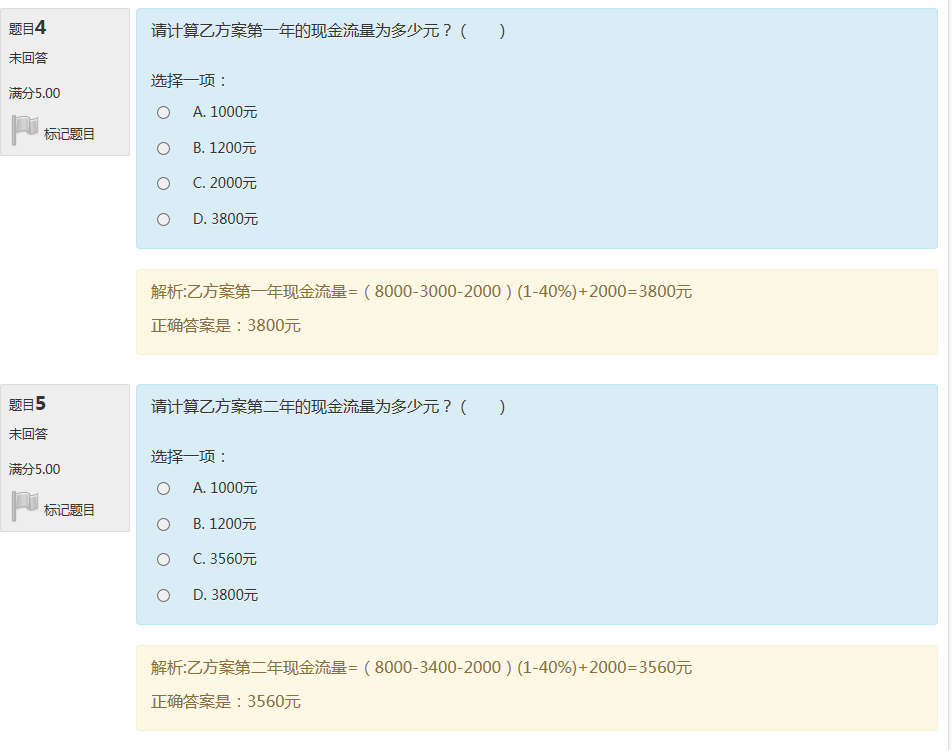 题目4
未回答
满分5.00
标记题目
请计算乙方案第一年的现金流量为多少元？（  ）
选择一项：
A. 1000元
B. 1200元
C. 2000元
D. 3800元
解析:乙方案第一年现金流量=（8000-3000-2000）(1-40%)+2000=3800元
正确答案是：3800元
题目5
未回答
满分5.00
标记题目
请计算乙方案第二年的现金流量为多少元？（  ）
选择一项：
A. 1000元
B. 1200元
C. 3560元
D. 3800元
解析:乙方案第二年现金流量=（8000-3400-2000）(1-40%)+2000=3560元
正确答案是：3560元